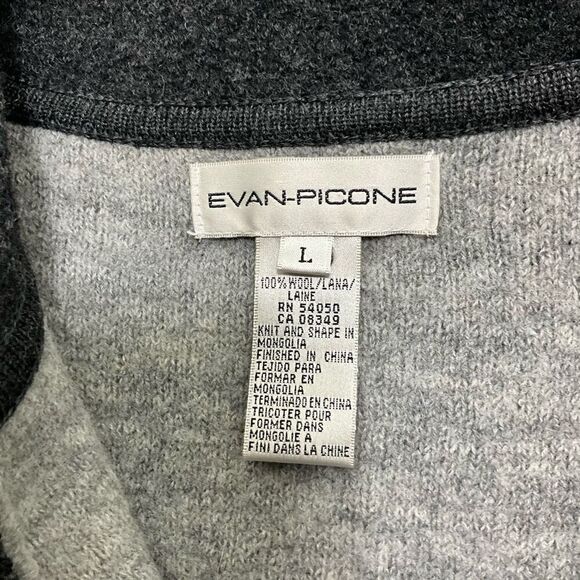 EVAN-PICONE
L
100% WOOL/LANA/
LAINE
RN 54050
CA 08349
KNIT AND SHAPE IN
MONGOLIA
FINISHED IN CHINA
TEJIDO PARA
FORMAR EN
MONGOLIA
TERMINADO EN CHINA
TRICOTER POUR
FORMER DANS
MONGOLIE A
FINI DANS LA CHINE